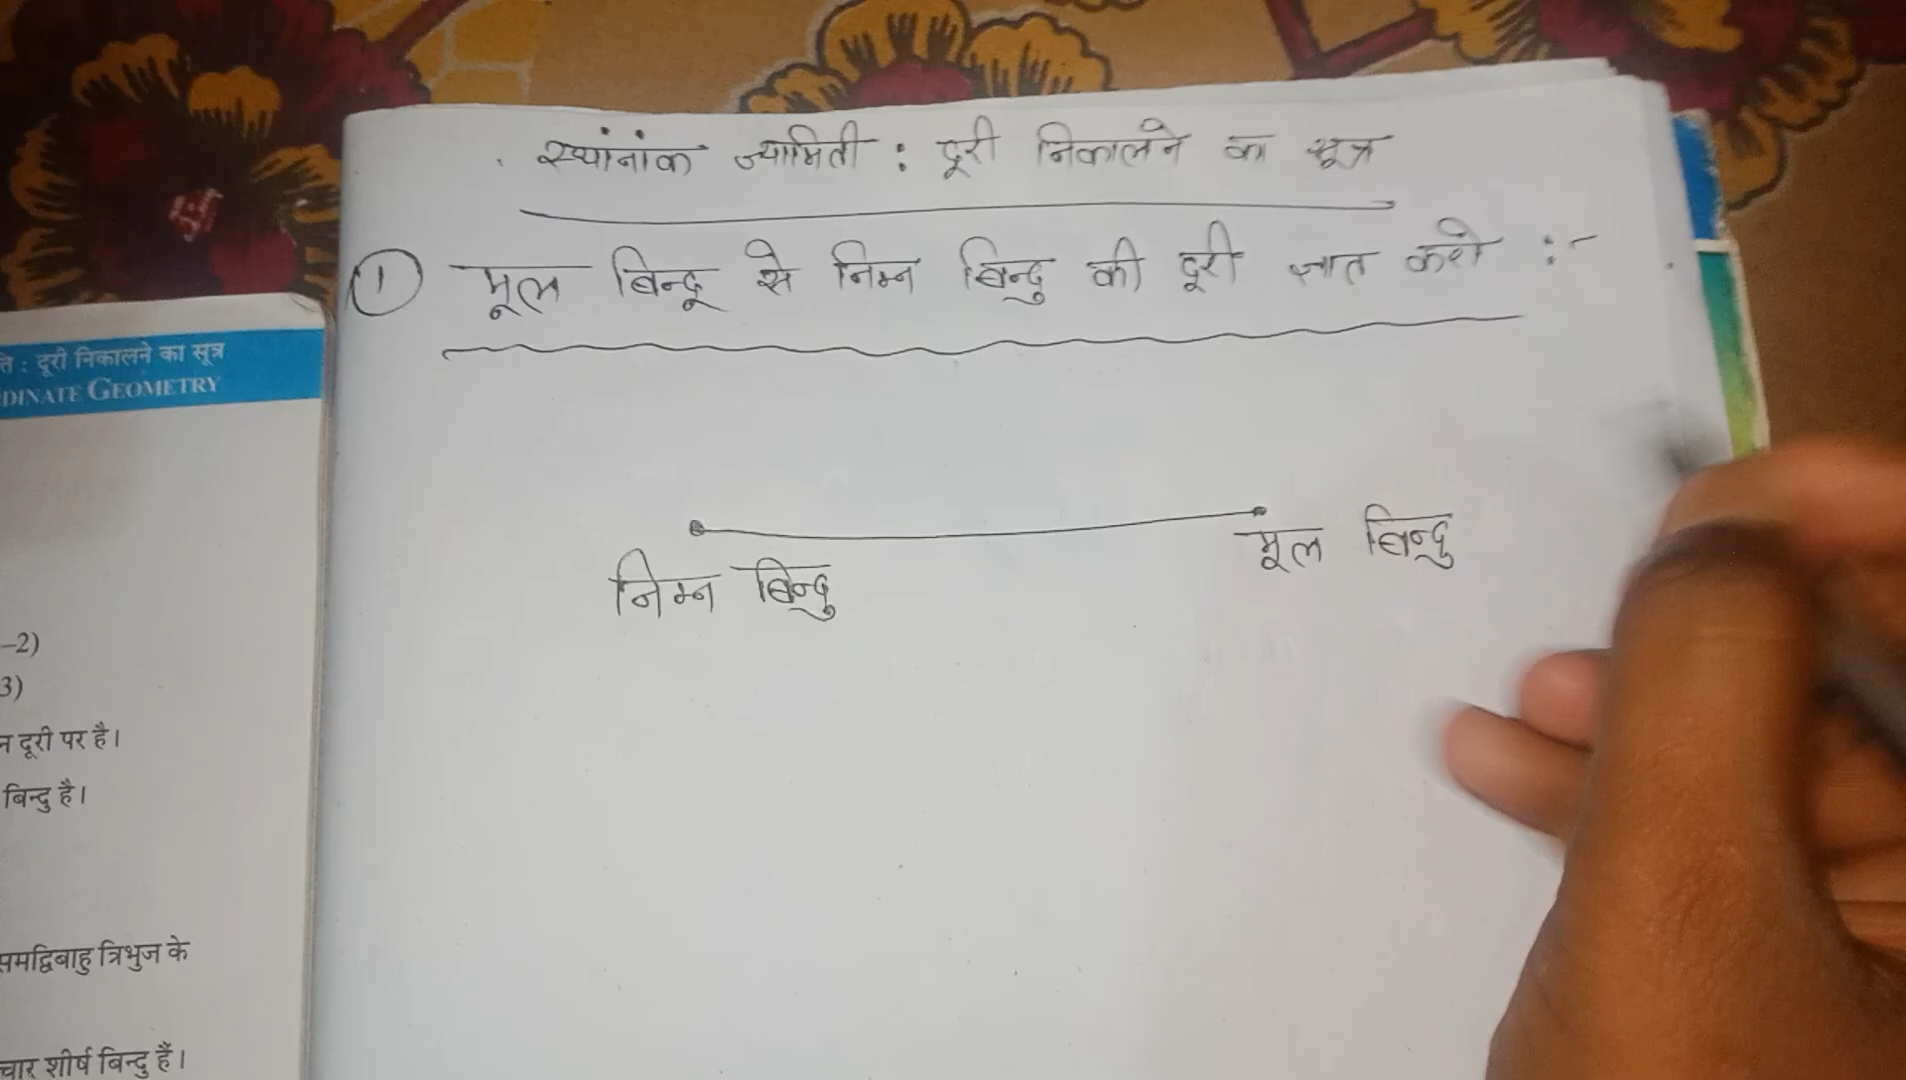 स्थांनांक ज्यामिती : दूरी निकालने का सूत्र
① मूल बिन्दू से निम्न बिन्दु की दूरी ज्ञात करो :-
निम्न बिन्दु
मूल बिन्दु
ति : दूरी निकालने का सूत्र
DINATE GEOMETRY
-2)
3)
न दूरी पर है।
बिन्दु है।
समद्विबाहु त्रिभुज के
चार शीर्ष बिन्दु हैं।